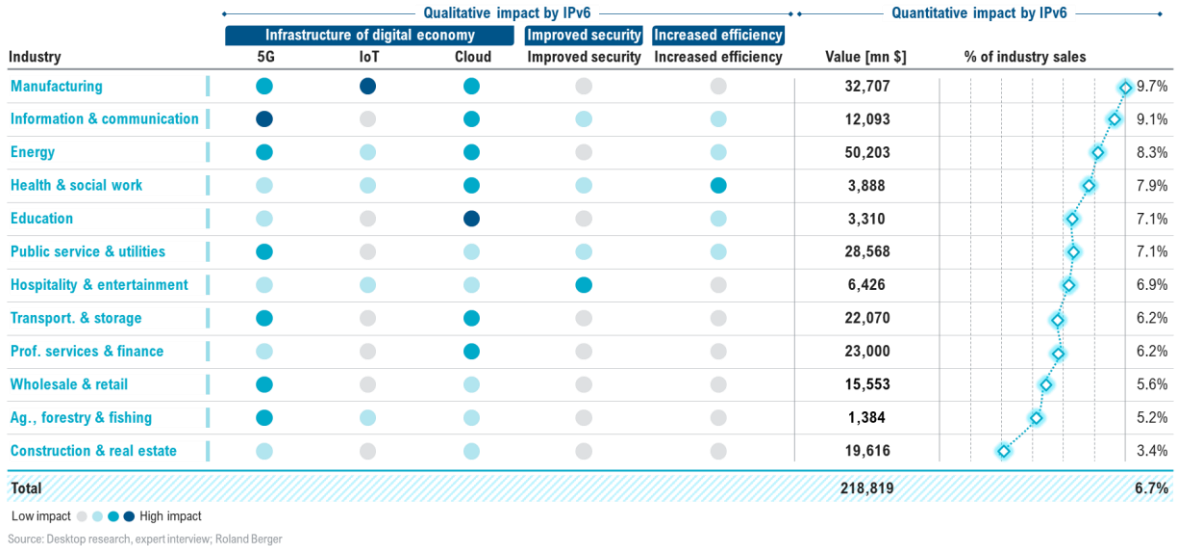 Qualitative impact by IPv6 Quantitative impact by IPv6
Infrastructure of digital economy Improved security Increased efficiency
Industry 5G IoT Cloud Improved security Increased efficiency Value [mn $] % of industry sales
Manufacturing 32,707 9.7%
Information & communication 12,093 9.1%
Energy 50,203 8.3%
Health & social work 3,888 7.9%
Education 3,310 7.1%
Public service & utilities 28,568 7.1%
Hospitality & entertainment 6,426 6.9%
Transport. & storage 22,070 6.2%
Prof. services & finance 23,000 6.2%
Wholesale & retail 15,553 5.6%
Ag., forestry & fishing 1,384 5.2%
Construction & real estate 19,616 3.4%
Total 218,819 6.7%
Low impact High impact
Source: Desktop research, expert interview; Roland Berger